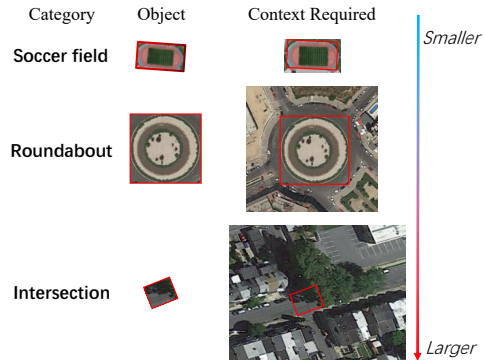 Category Object Context Required
Smaller
Soccer field
Roundabout
Intersection
Larger